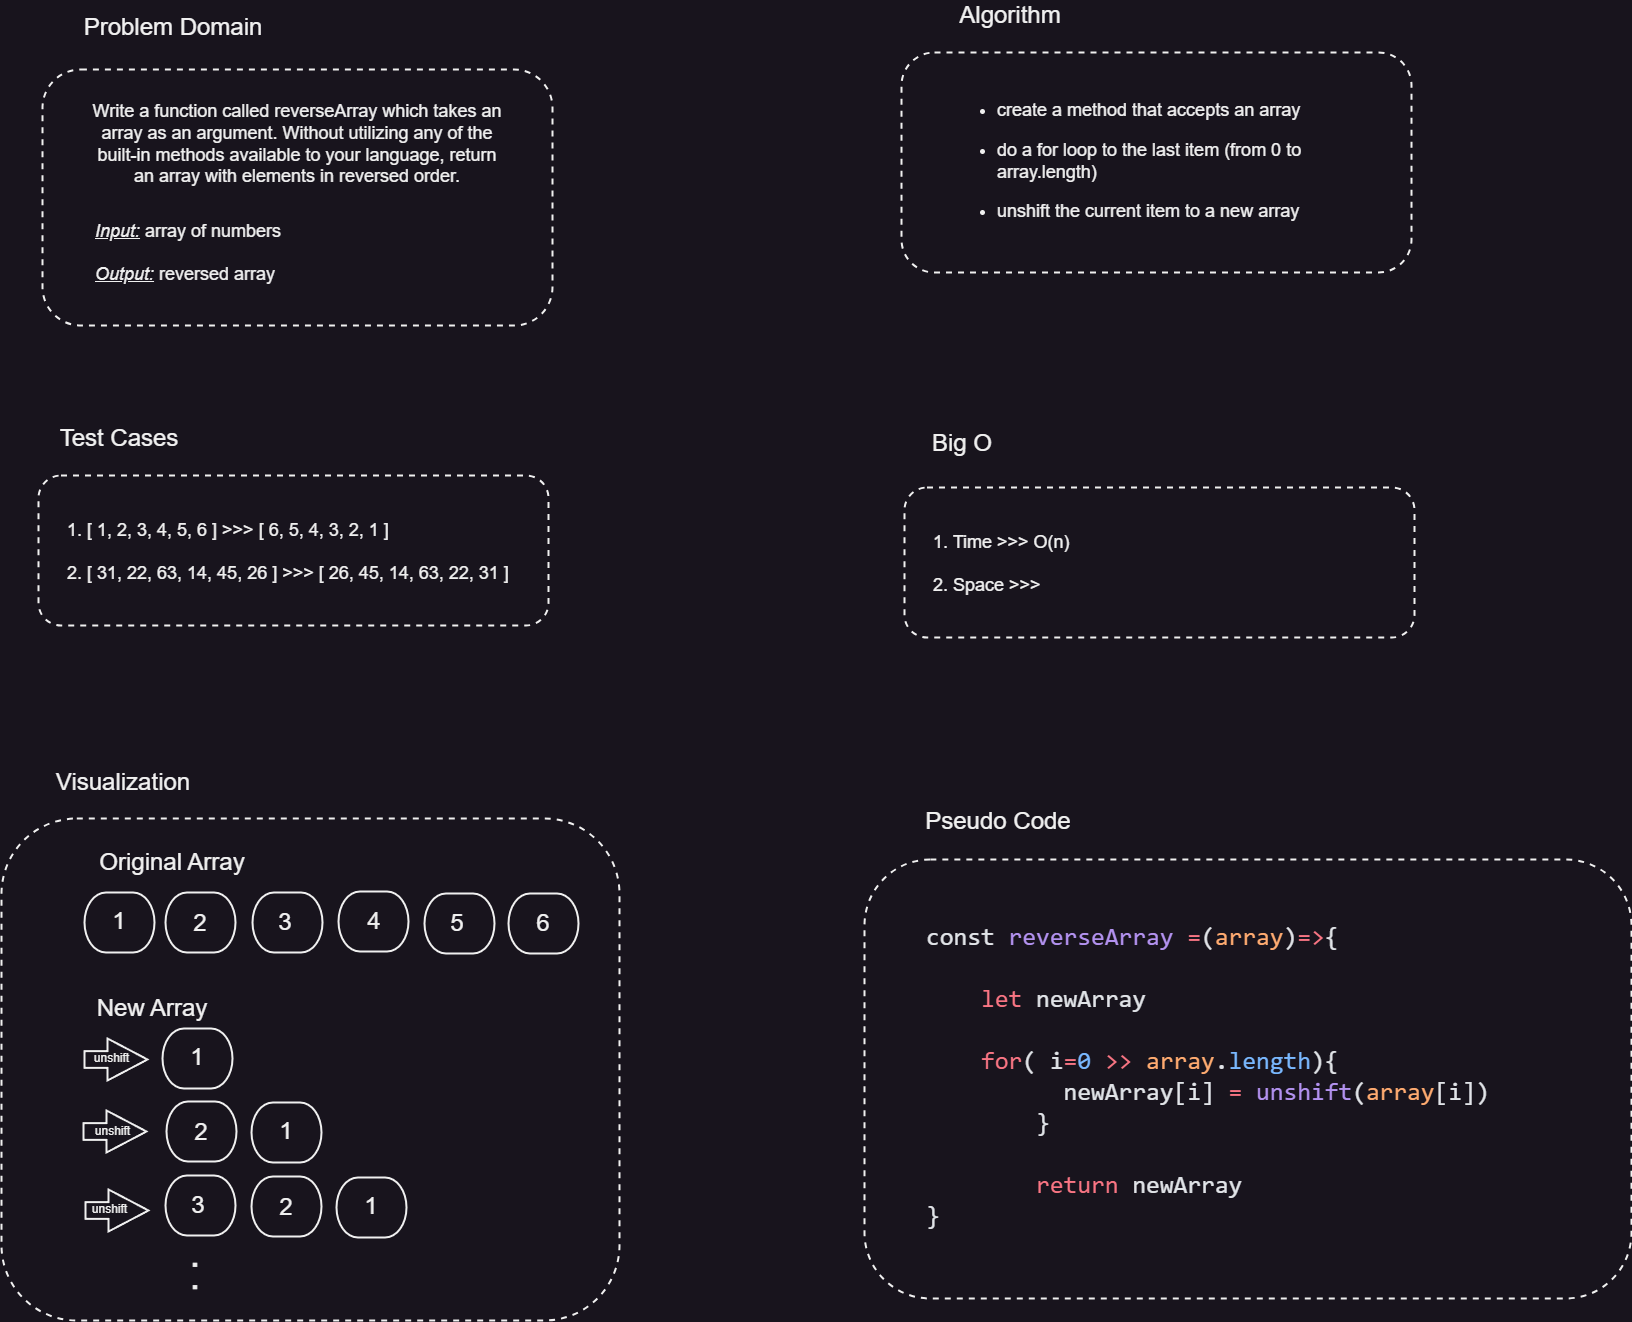 Problem Domain
Write a function called reverseArray which takes an
array as an argument. Without utilizing any of the
built-in methods available to your language, return
an array with elements in reversed order.
Input: array of numbers
Output: reversed array
Algorithm
• create a method that accepts an array
• do a for loop to the last item (from 0 to
array.length)
• unshift the current item to a new array
Test Cases
1. [ 1, 2, 3, 4, 5, 6 ] >>> [ 6, 5, 4, 3, 2, 1 ]
2. [ 31, 22, 63, 14, 45, 26 ] >>> [ 26, 45, 14, 63, 22, 31 ]
Big O
1. Time >>> O(n)
2. Space >>>
Visualization
Original Array
1 2 3 4 5 6
New Array
unshift 1
unshift 2 1
unshift 3 2 1
:
Pseudo Code
const reverseArray =(array)=>{
let newArray
for( i=0 >> array.length){
newArray[i] = unshift(array[i])
}
return newArray
}